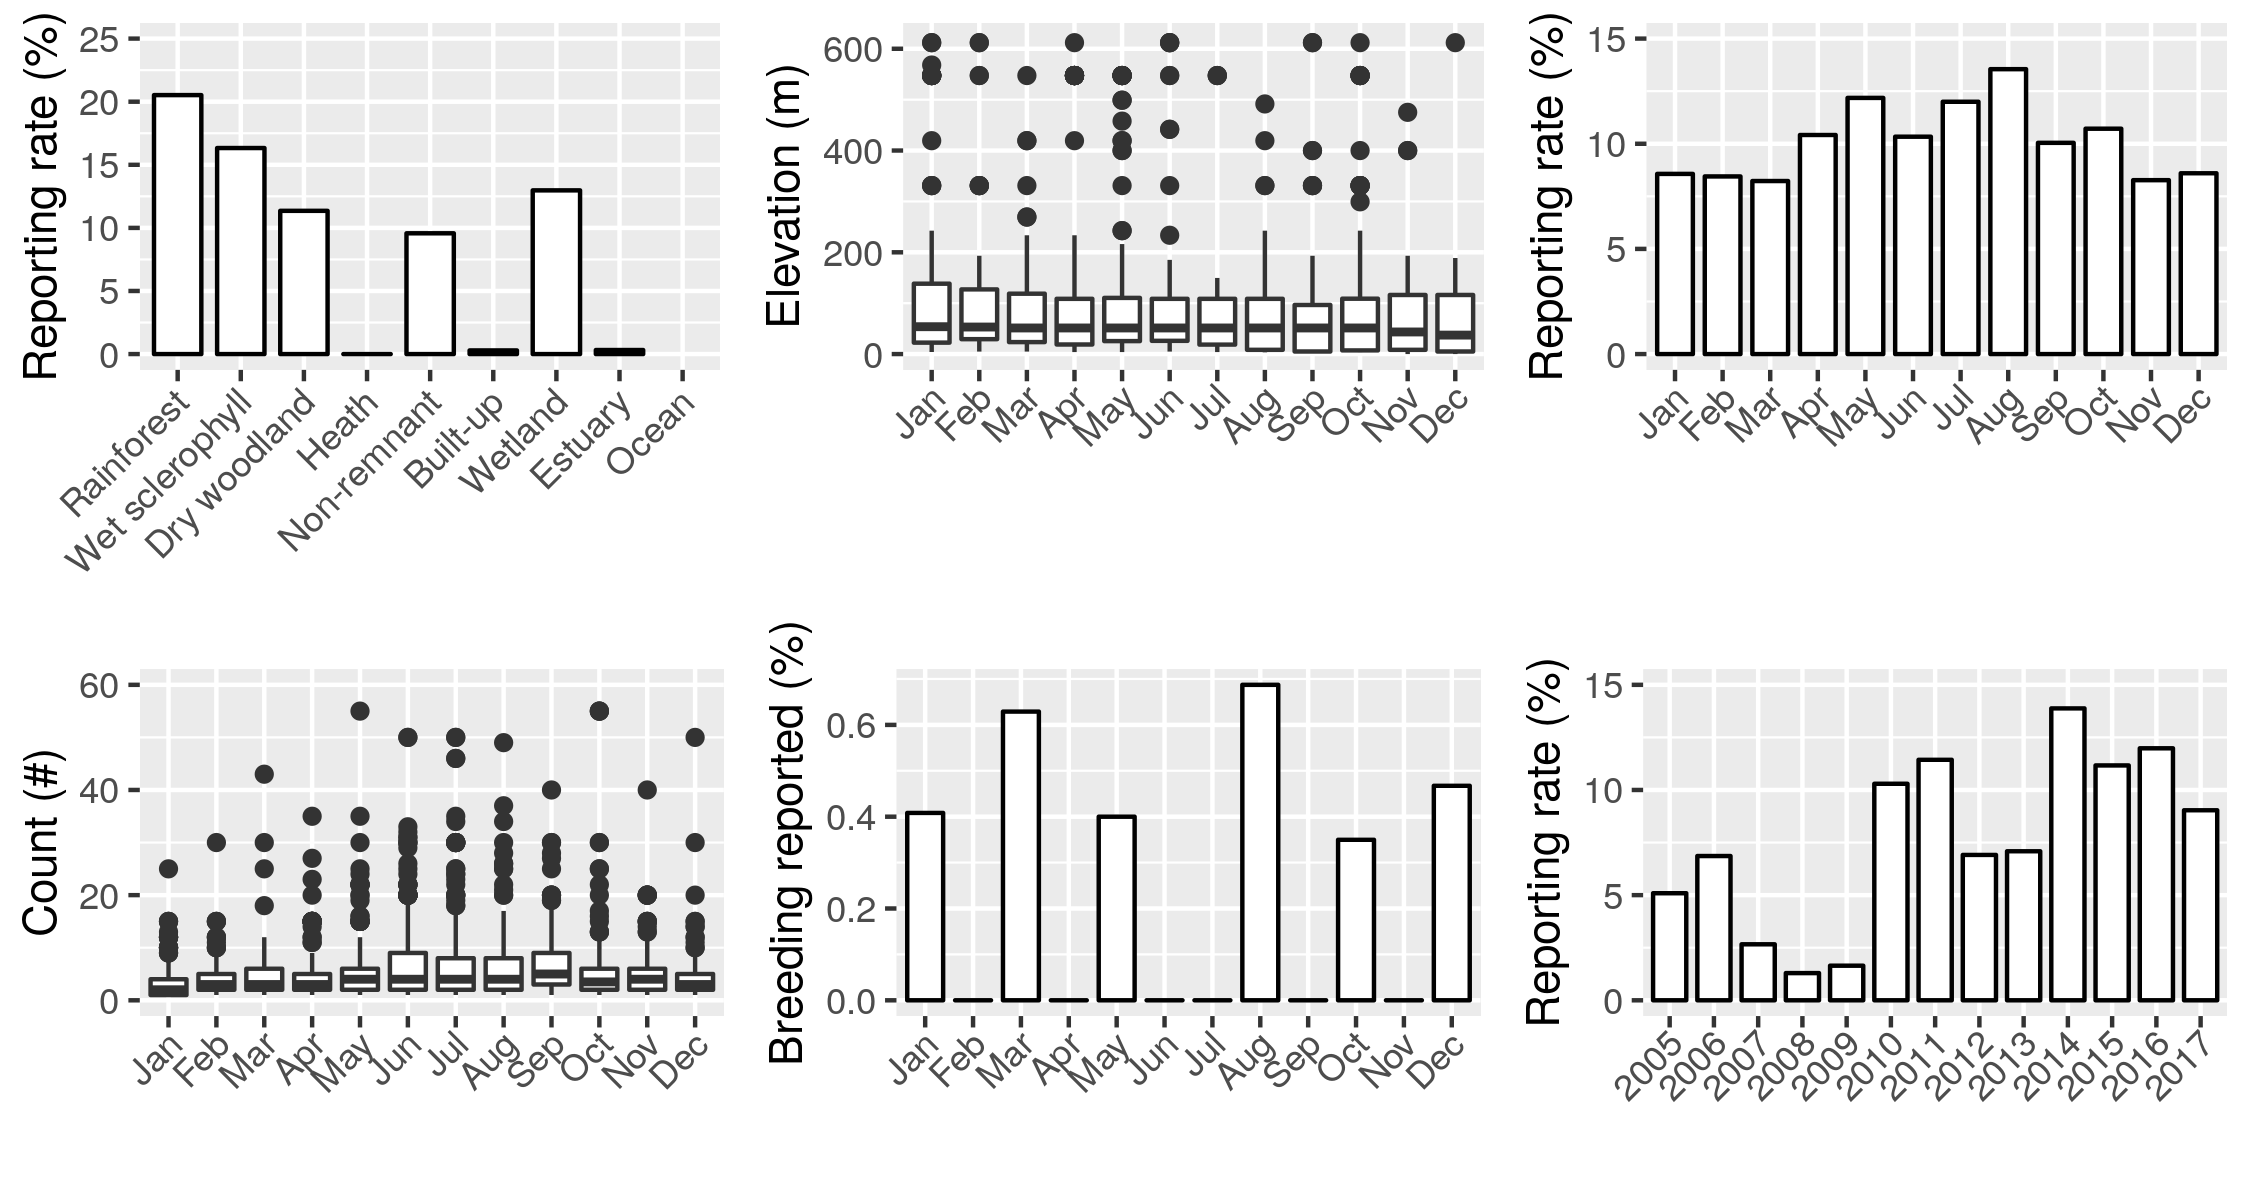 Reporting rate (%)
25
20
15
10
5
0
Rainforest
Wet sclerophyll
Dry woodland
Heath
Non-remnant
Built-up
Wetland
Estuary
Ocean
Elevation (m)
600
400
200
0
Jan
Feb
Mar
Apr
May
Jun
Jul
Aug
Sep
Oct
Nov
Dec
Reporting rate (%)
15
10
5
0
Jan
Feb
Mar
Apr
May
Jun
Jul
Aug
Sep
Oct
Nov
Dec
Count (#)
60
40
20
0
Jan
Feb
Mar
Apr
May
Jun
Jul
Aug
Sep
Oct
Nov
Dec
Breeding reported (%)
0.6
0.4
0.2
0.0
Jan
Feb
Mar
Apr
May
Jun
Jul
Aug
Sep
Oct
Nov
Dec
Reporting rate (%)
15
10
5
0
2005
2006
2007
2008
2009
2010
2011
2012
2013
2014
2015
2016
2017